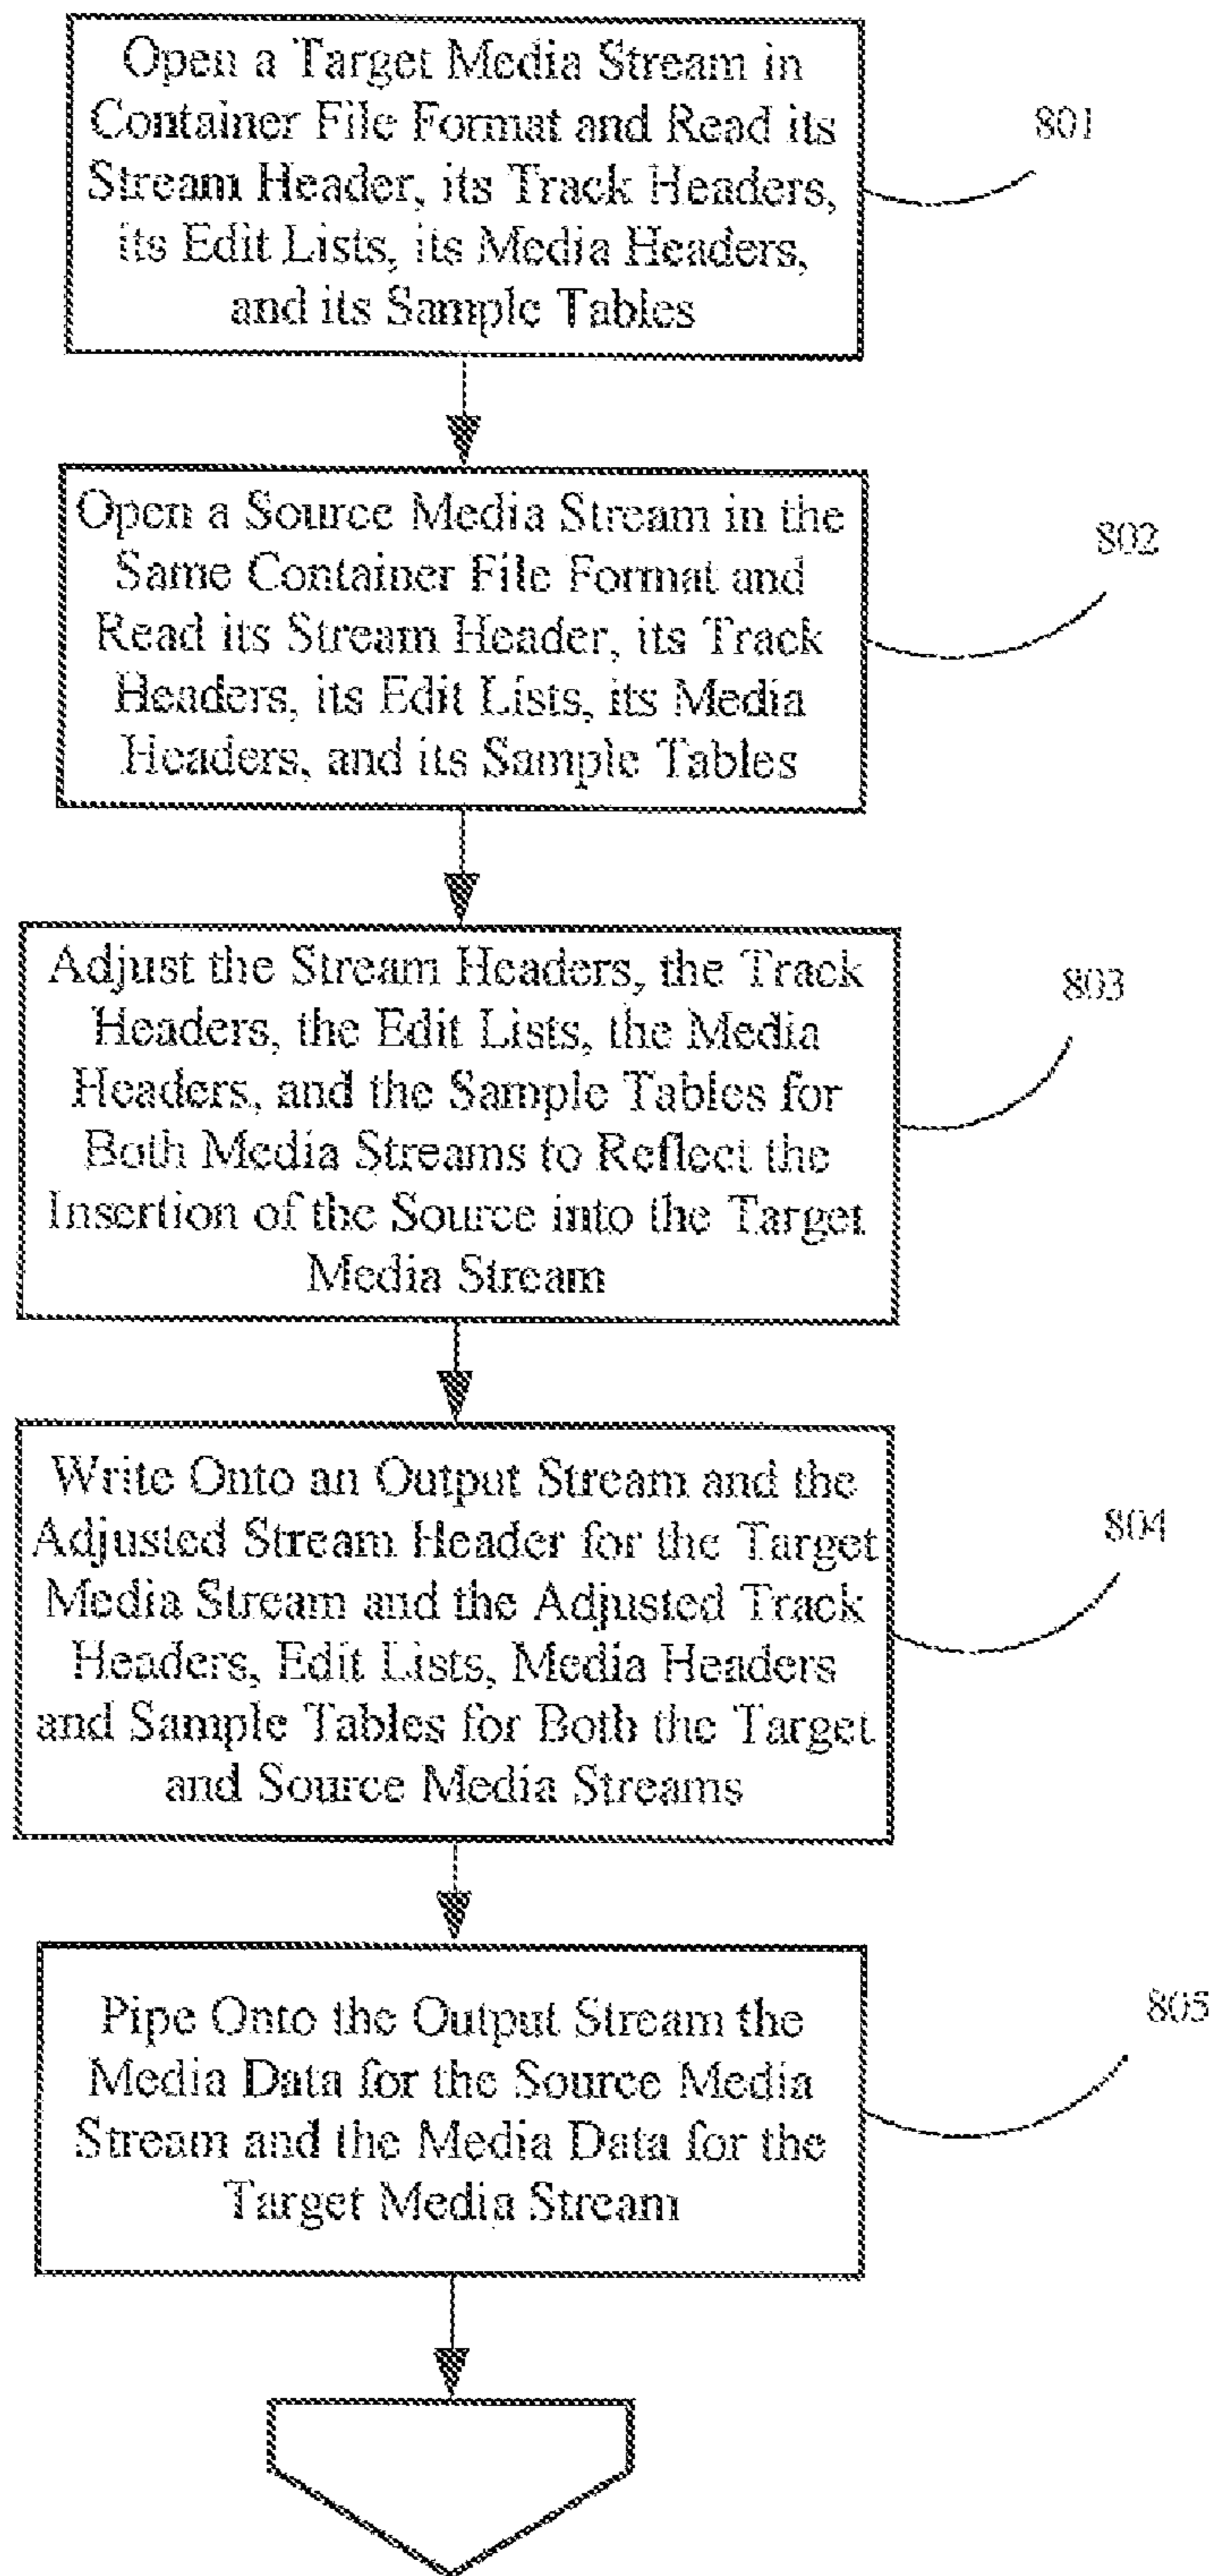 Open a Target Media Stream in
Container File Format and Read its
Stream Header, its Track Headers,
its Edit Lists, its Media Headers,
and its Sample Tables
801
Open a Source Media Stream in the
Same Container File Format and
Read its Stream Header, its Track
Headers, its Edit Lists, its Media
Headers, and its Sample Tables
802
Adjust the Stream Headers, the Track
Headers, the Edit Lists, the Media
Headers, and the Sample Tables for
Both Media Streams to Reflect the
Insertion of the Source into the Target
Media Stream
803
Write Onto an Output Stream and the
Adjusted Stream Header for the Target
Media Stream and the Adjusted Track
Headers, Edit Lists, Media Headers
and Sample Tables for Both the Target
and Source Media Streams
804
Pipe Onto the Output Stream the
Media Data for the Source Media
Stream and the Media Data for the
Target Media Stream
805